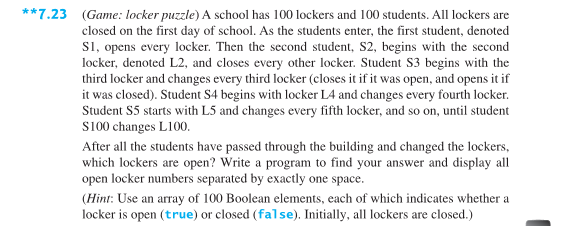 **7.23 (Game: locker puzzle) A school has 100 lockers and 100 students. All lockers are
closed on the first day of school. As the students enter, the first student, denoted
S1, opens every locker. Then the second student, S2, begins with the second
locker, denoted L2, and closes every other locker. Student S3 begins with the
third locker and changes every third locker (closes it if it was open, and opens it if
it was closed). Student S4 begins with locker L4 and changes every fourth locker.
Student S5 starts with L5 and changes every fifth locker, and so on, until student
S100 changes L100.
After all the students have passed through the building and changed the lockers,
which lockers are open? Write a program to find your answer and display all
open locker numbers separated by exactly one space.
(Hint: Use an array of 100 Boolean elements, each of which indicates whether a
locker is open (true) or closed (false). Initially, all lockers are closed.)